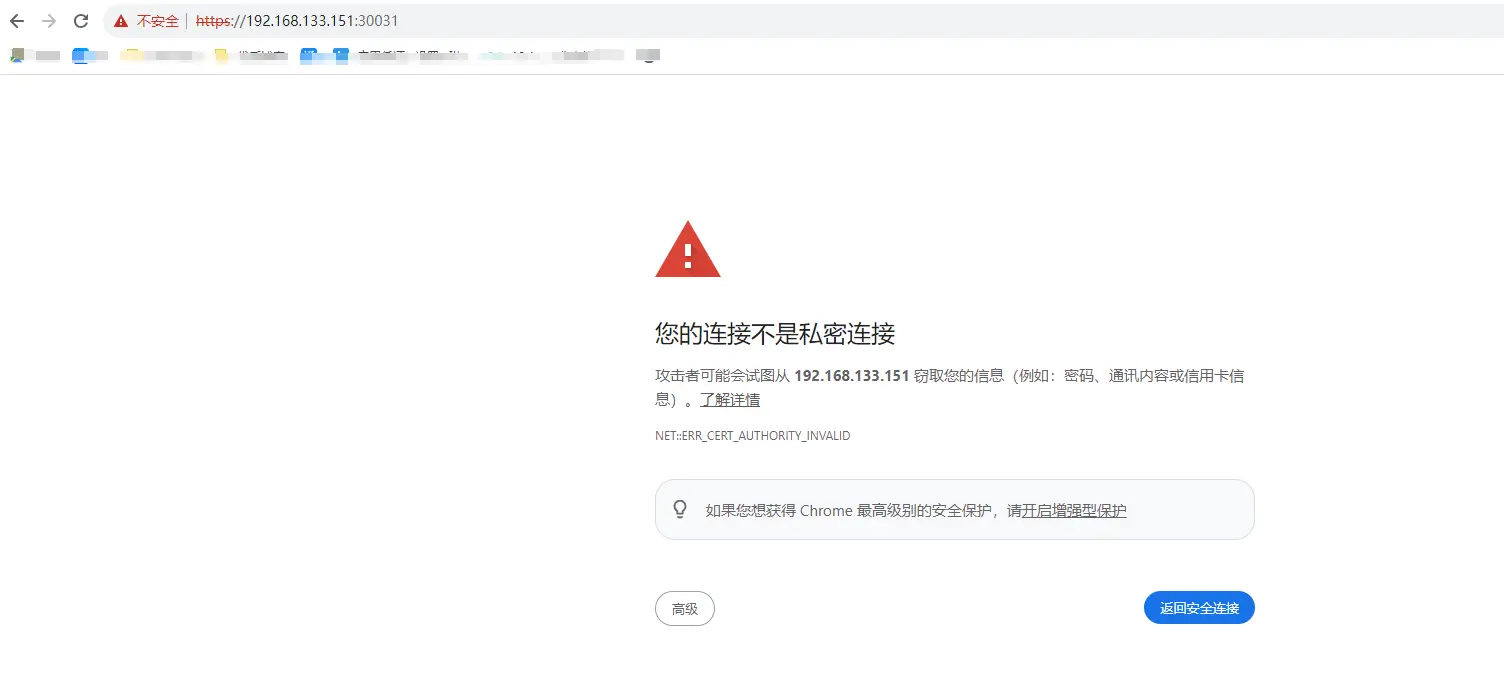 不安全 https://192.168.133.151:30031
您的连接不是私密连接
攻击者可能会试图从 192.168.133.151 窃取您的信息（例如：密码、通讯内容或信用卡信
息）。了解详情
NET::ERR_CERT_AUTHORITY_INVALID
如果您想获得 Chrome 最高级别的安全保护，请开启增强型保护
高级
返回安全连接